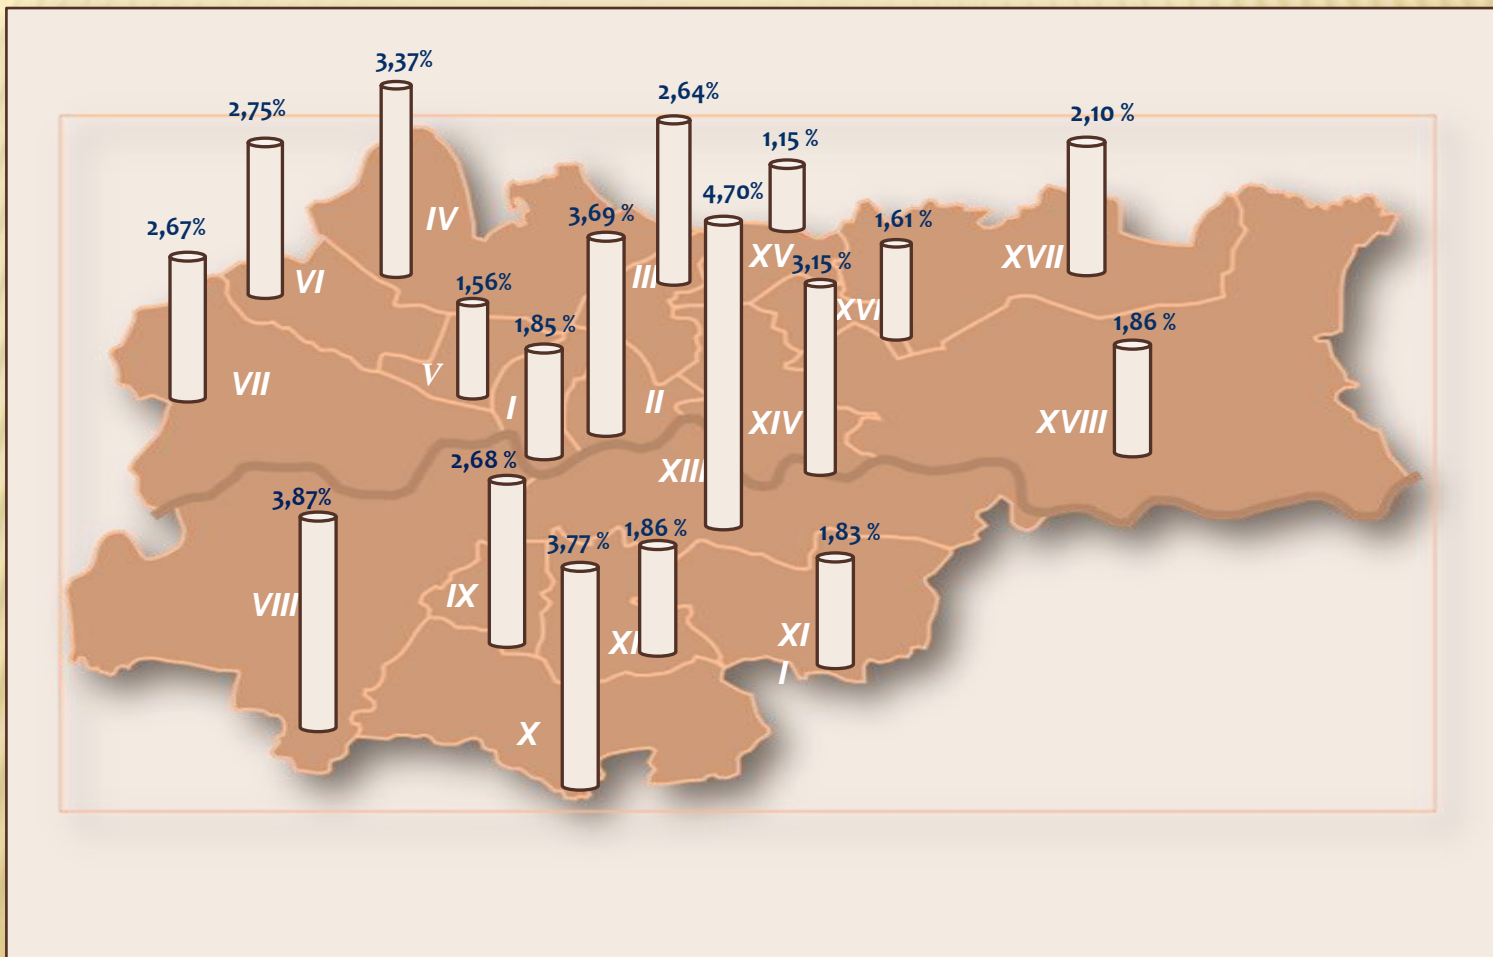 3,37%
2,64%
2,75%
2,10 %
1,15 %
4,70%
3,69 %
IV
1,61 %
2,67%
XV
XVII
3,15 %
III
VI
1,56%
XVI
1,85 %
1,86 %
V
VII
II
I
XIV
XVIII
2,68 %
XIII
3,87%
1,86 %
1,83 %
3,77 %
IX
VIII
XI
XI
I
X